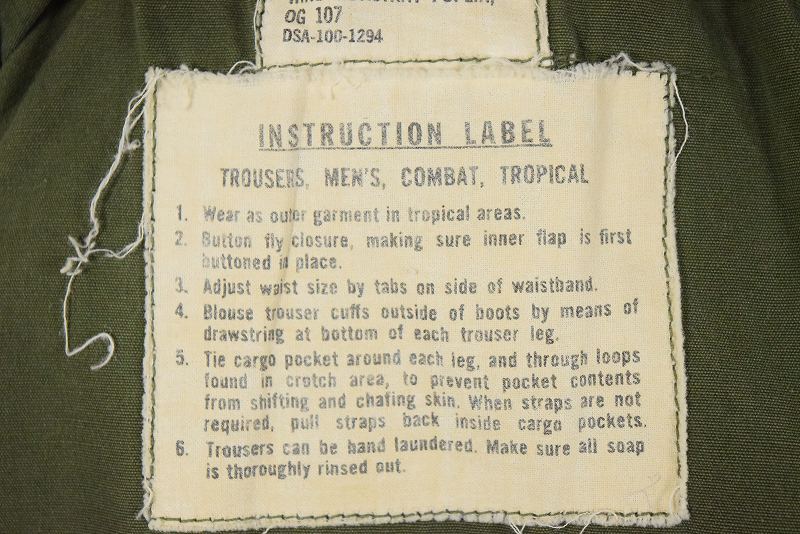 OG 107
DSA-100-1294
INSTRUCTION LABEL
TROUSERS, MEN'S, COMBAT, TROPICAL
1. Wear as outer garment in tropical areas.
2. Button fly closure, making sure inner flap is first
buttoned in place.
3. Adjust waist size by tabs on side of waistband.
4. Blouse trouser cuffs outside of boots by means of
drawstring at bottom of each trouser leg.
5. Tie cargo pocket around each leg, and through loops
found in crotch area, to prevent pocket contents
from shifting and chafing skin. When straps are not
required, pull straps back inside cargo pockets.
6. Trousers can be hand laundered. Make sure all soap
is thoroughly rinsed out.